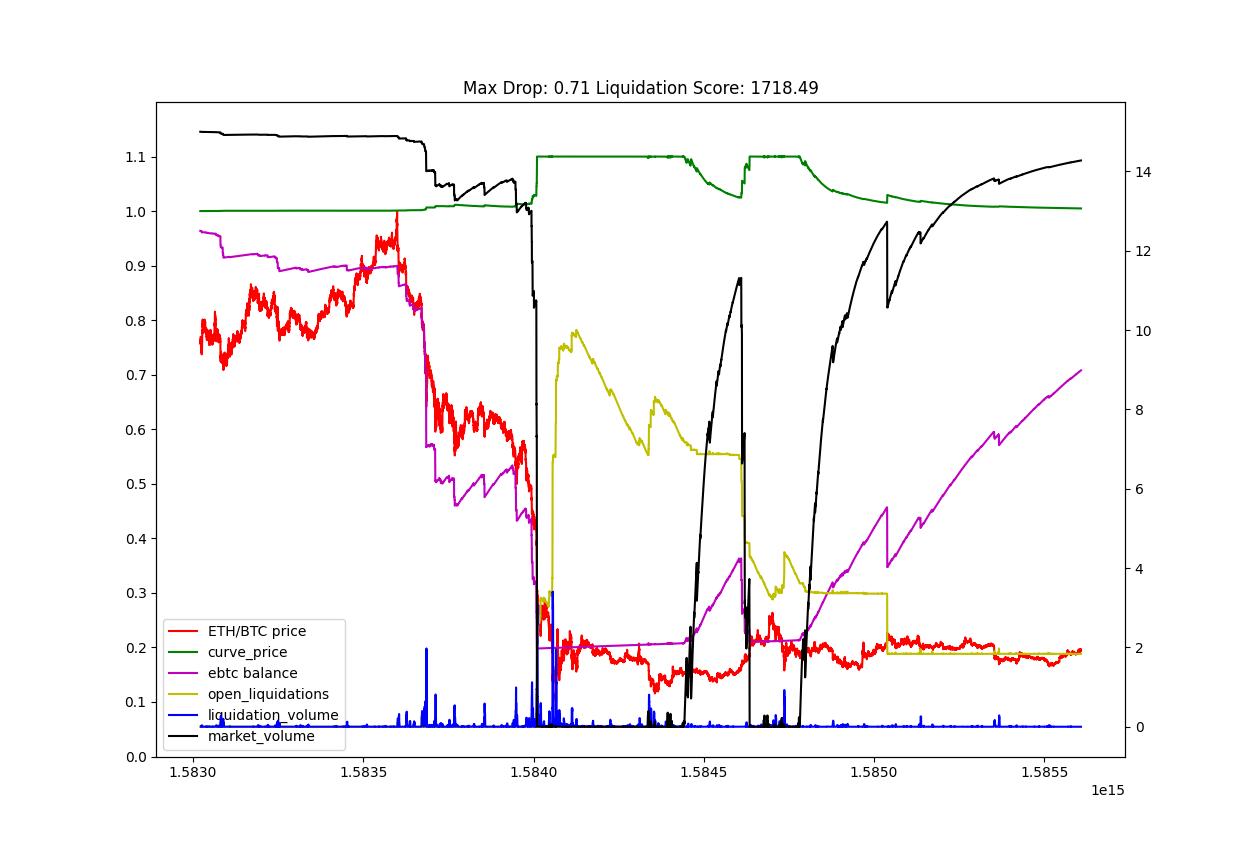 Max Drop: 0.71 Liquidation Score: 1718.49
1.1
1.0
0.9
0.8
0.7
0.6
0.5
0.4
0.3
0.2
0.1
0.0
14
12
10
8
6
4
2
0
ETH/BTC price
curve_price
ebtc balance
open_liquidations
liquidation_volume
market_volume
1.5830 1.5835 1.5840 1.5845 1.5850 1.5855
1e15